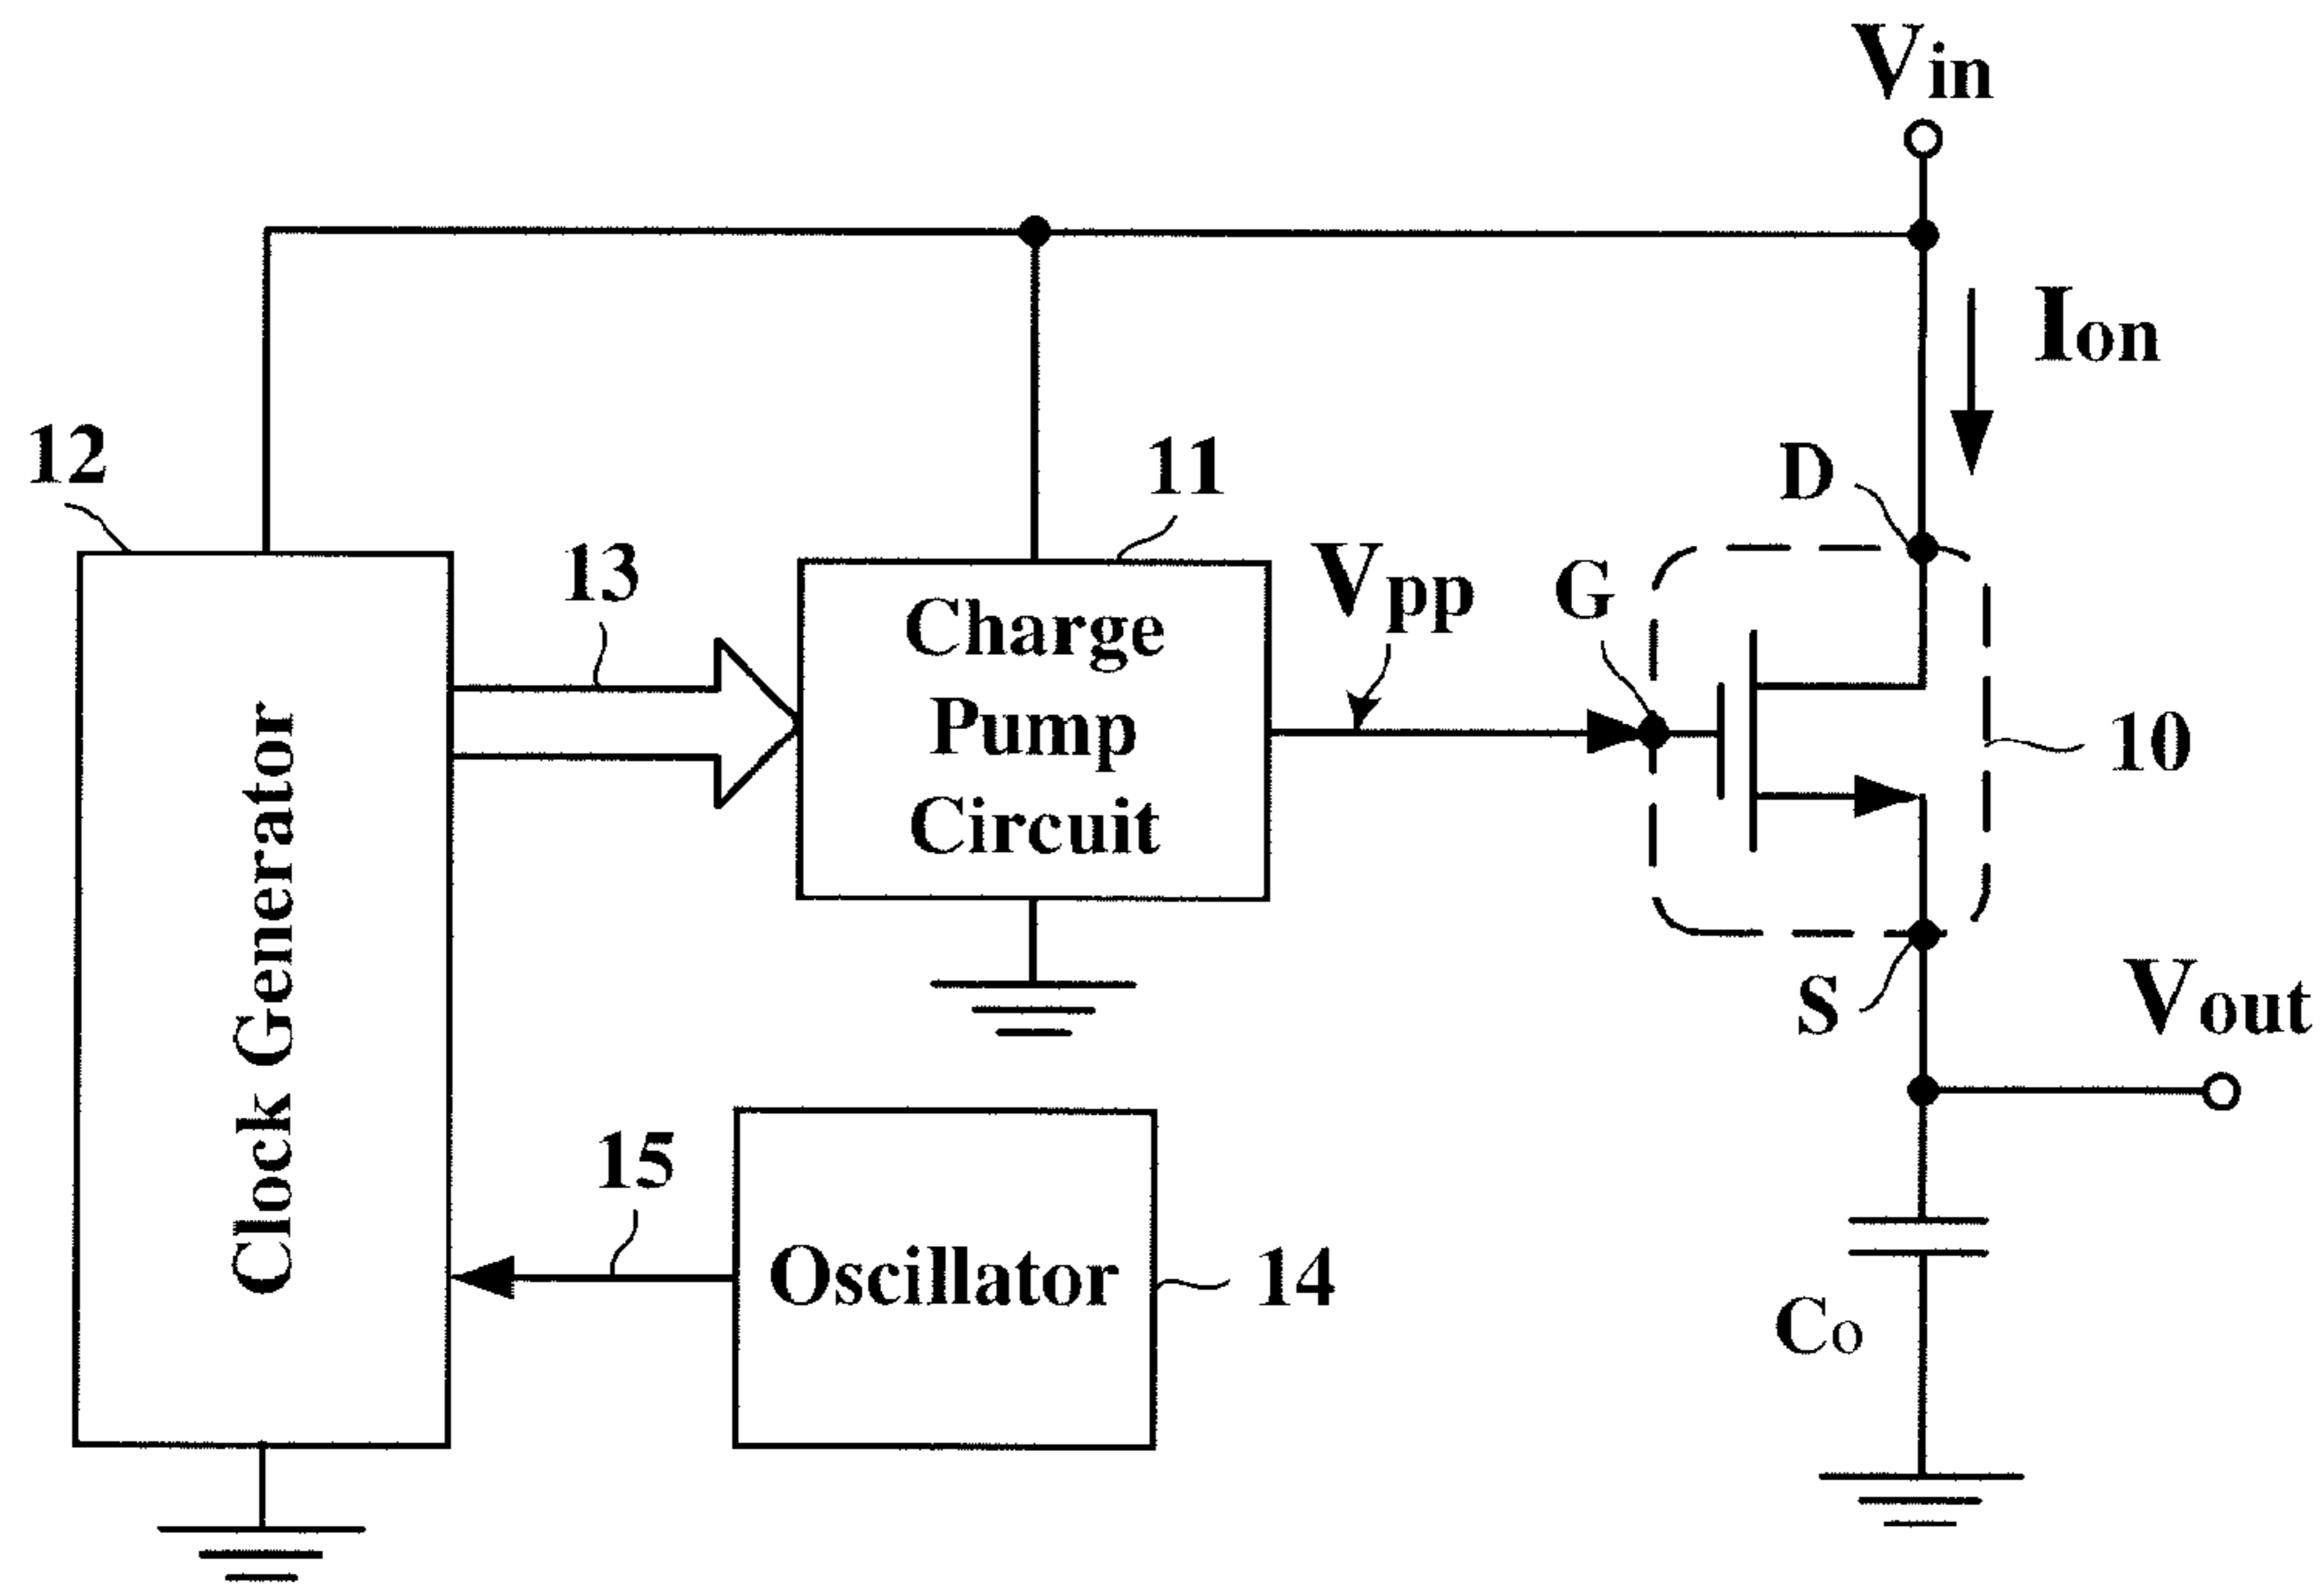 Vin
Ion
12
11
D
13
Vpp
G
Charge
Pump
Circuit
10
Clock Generator
S
Vout
15
Oscillator
14
Co